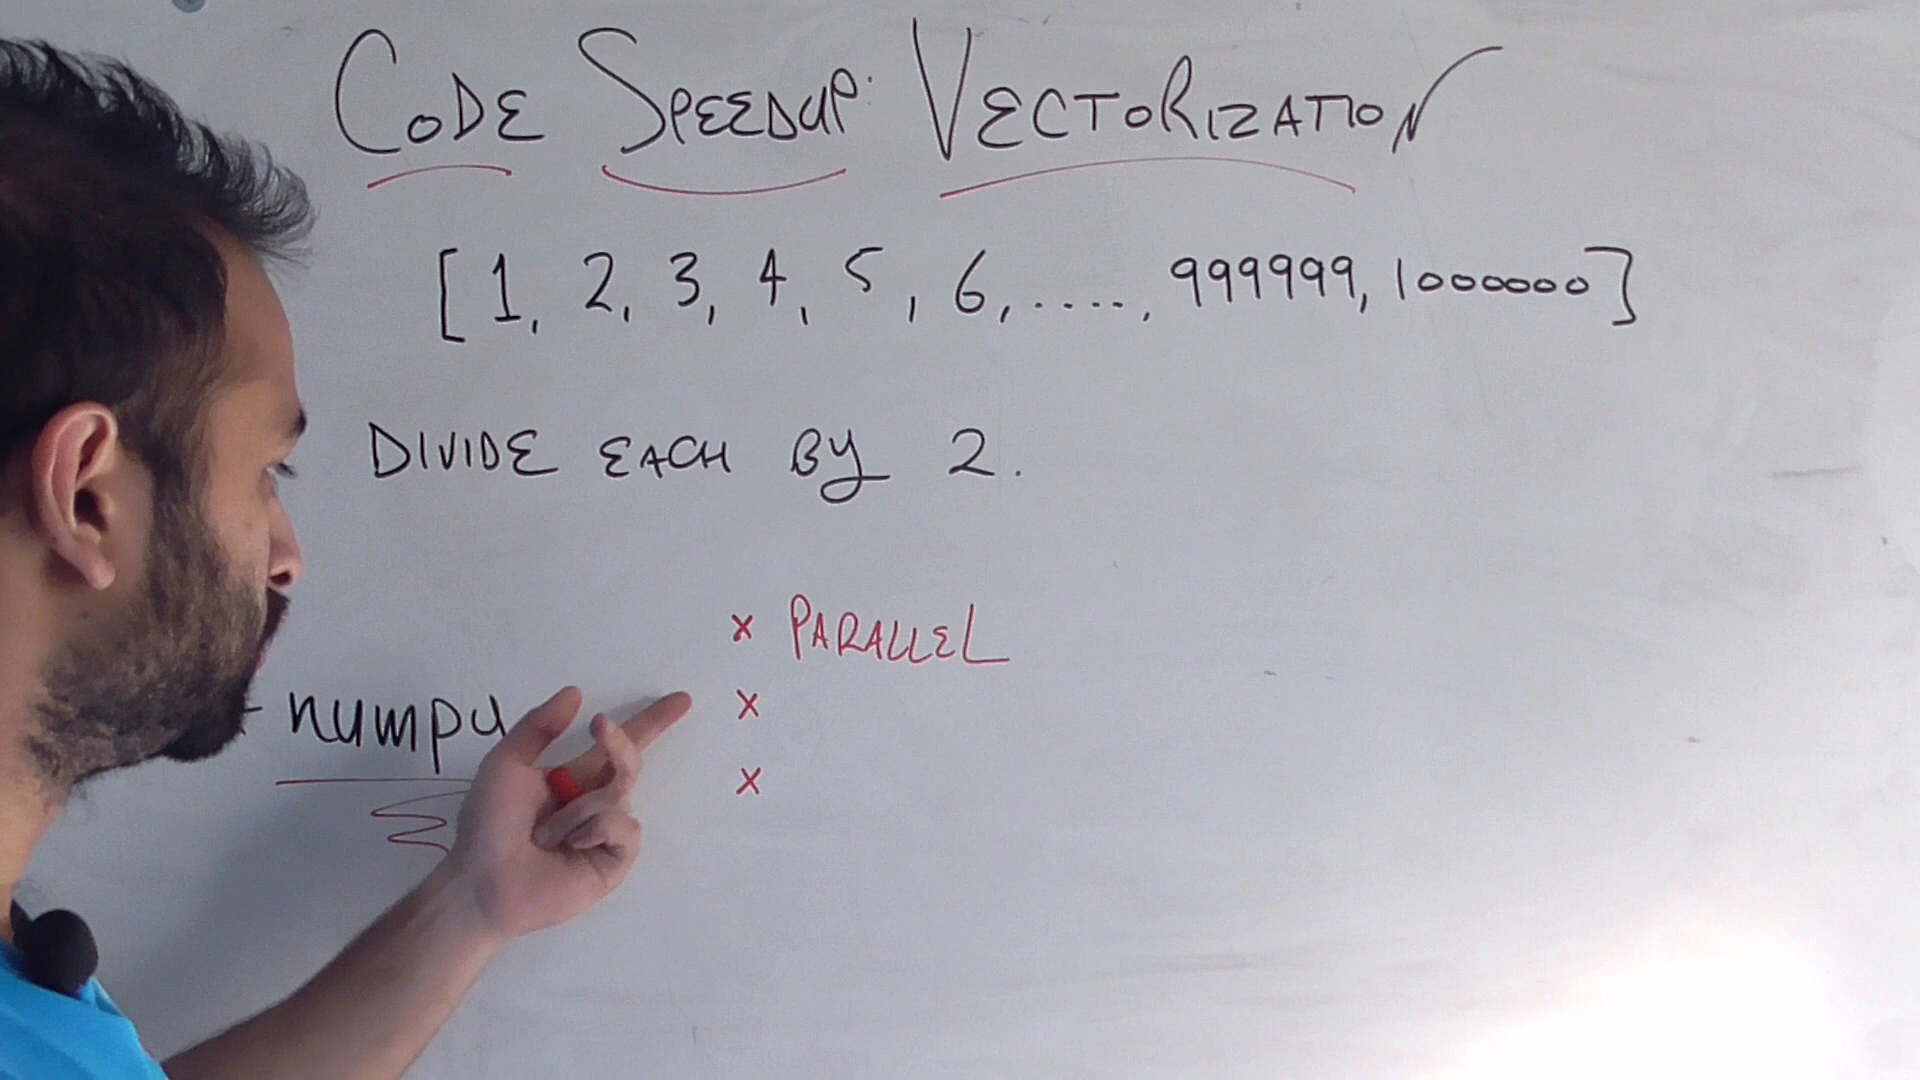 CODE SPEEDUP: VECTORIZATION
[1, 2, 3, 4, 5, 6, ....., 999999, 1000000]
DIVIDE EACH BY 2.
× PARALLEL
- numpy
×
×